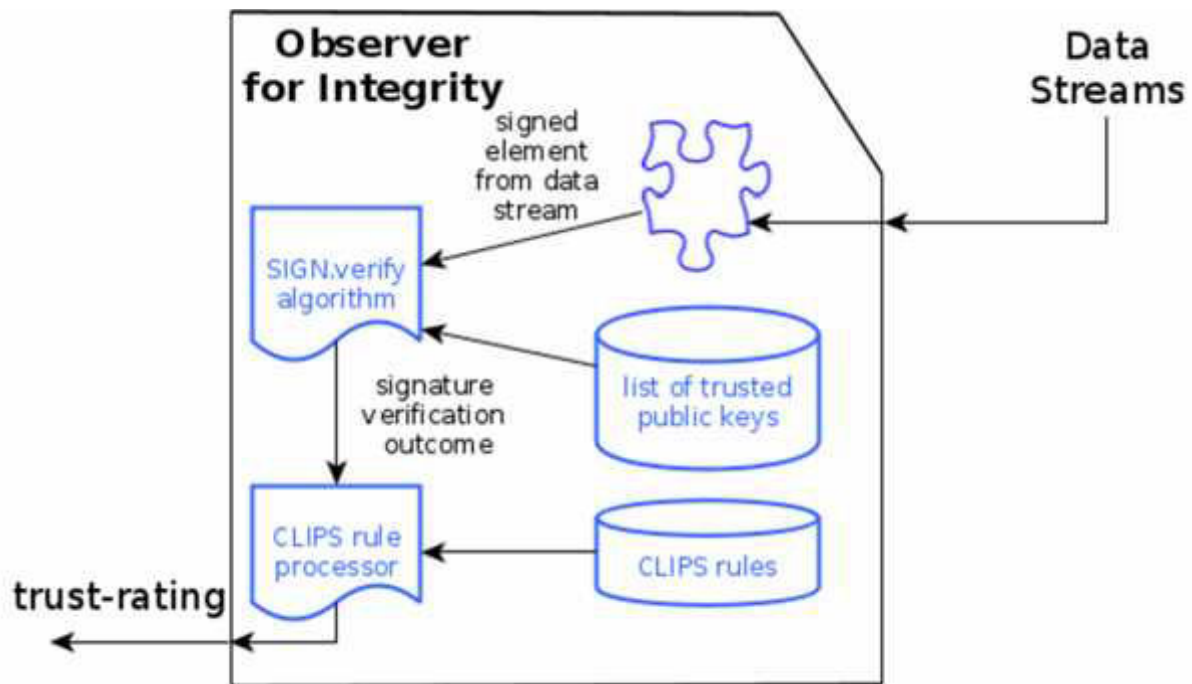 Observer
for Integrity
Data
Streams
signed
element
from data
stream
SIGN.verify
algorithm
list of trusted
public keys
signature
verification
outcome
CLIPS rule
processor
CLIPS rules
trust-rating